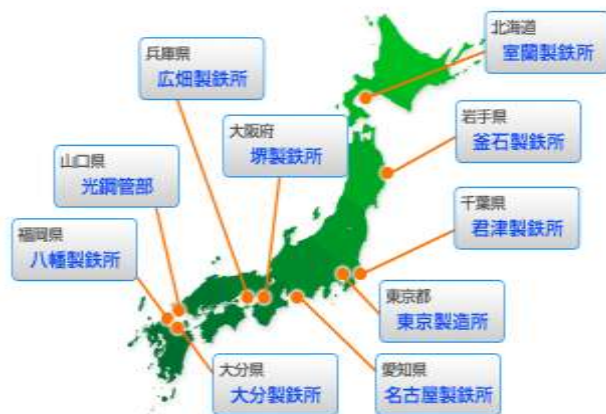 北海道
室蘭製鉄所
兵庫県
広畑製鉄所
岩手県
釜石製鉄所
大阪府
堺製鉄所
山口県
光鋼管部
千葉県
君津製鉄所
福岡県
八幡製鉄所
東京都
東京製造所
大分県
大分製鉄所
愛知県
名古屋製鉄所